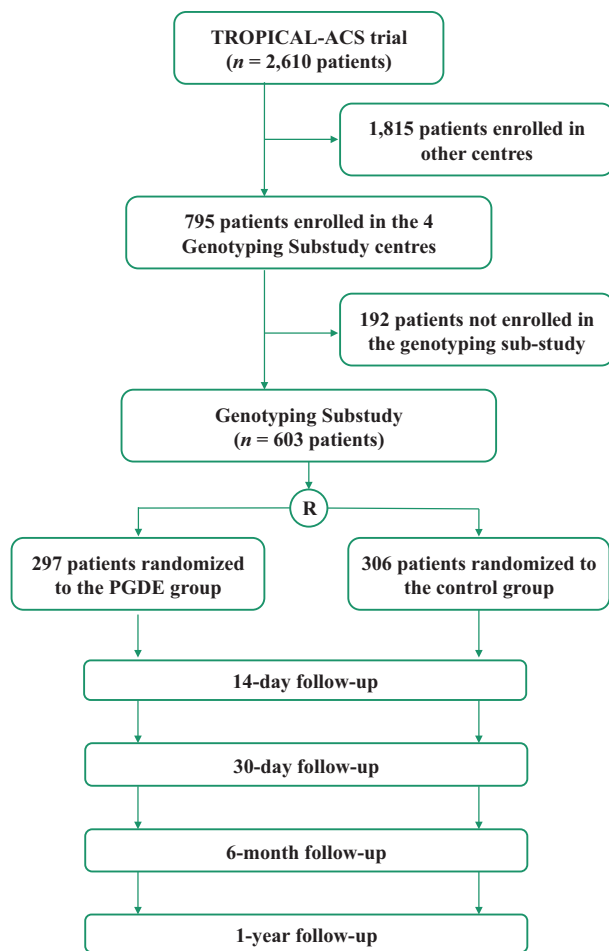 TROPICAL-ACS trial
(n = 2,610 patients)
1,815 patients enrolled in
other centres
795 patients enrolled in the 4
Genotyping Substudy centres
192 patients not enrolled in
the genotyping sub-study
Genotyping Substudy
(n = 603 patients)
R
297 patients randomized
to the PGDE group
306 patients randomized to
the control group
14-day follow-up
30-day follow-up
6-month follow-up
1-year follow-up